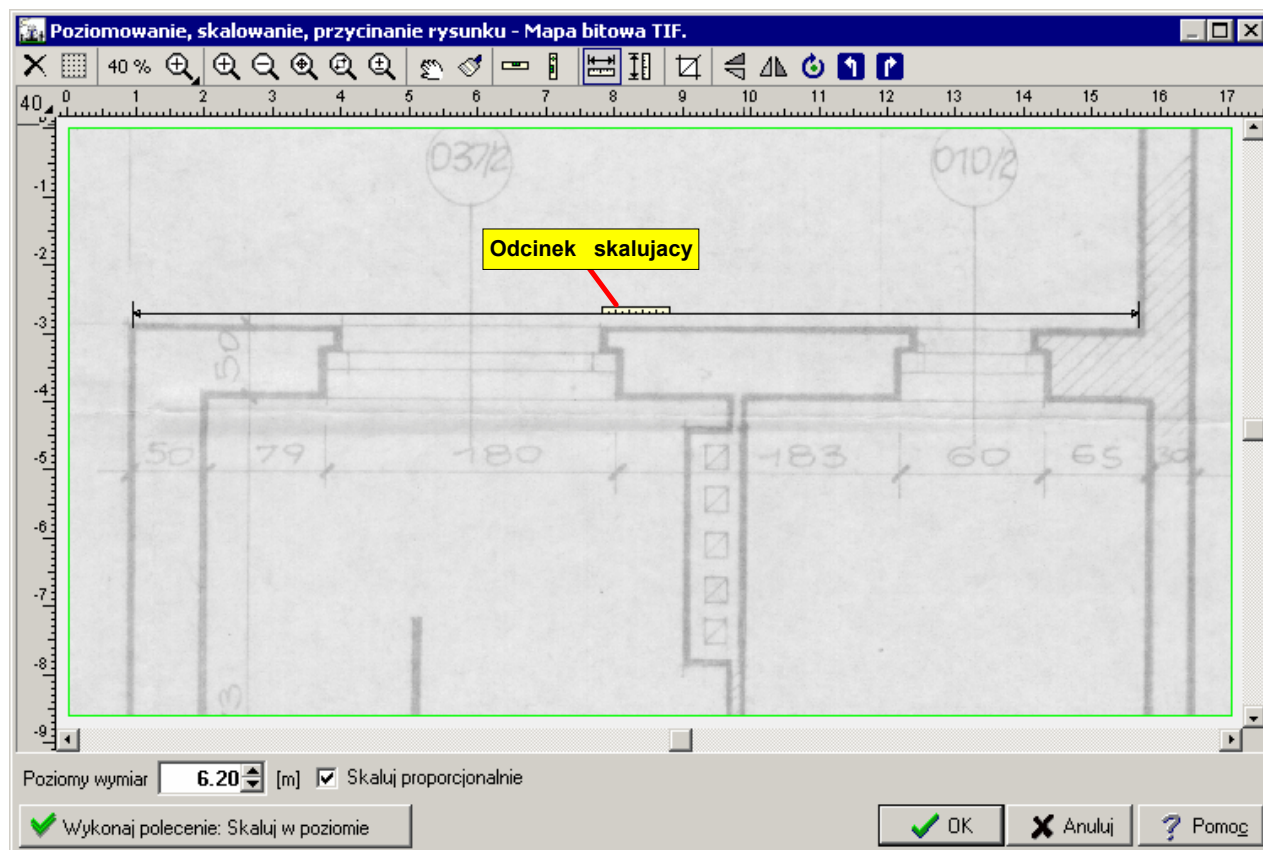 Poziomowanie, skalowanie, przycinanie rysunku - Mapa bitowa TIF.
40 %
40 0 1 2 3 4 5 6 7 8 9 10 11 12 13 14 15 16 17
037/2 010/2
-1
-2
Odcinek skalujacy
-3
50
-4
50 79 180 183 60 65 30
-5
-6
-7
-8
3
-9
Poziomy wymiar 6.20 [m] Skaluj proporcjonalnie
Wykonaj polecenie: Skaluj w poziomie OK Anuluj ? Pomoc